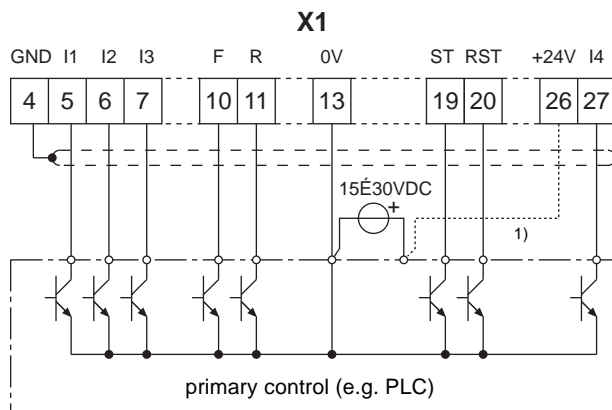 X1
GND I1 I2 I3 F R 0V ST RST +24V I4
4 5 6 7 10 11 13 19 20 26 27
15É30VDC
+
1)
primary control (e.g. PLC)